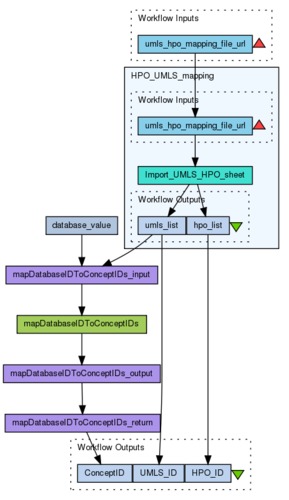 Workflow Inputs
umls_hpo_mapping_file_url
HPO_UMLS_mapping
Workflow Inputs
umls_hpo_mapping_file_url
Import_UMLS_HPO_sheet
Workflow Outputs
database_value
umls_list
hpo_list
mapDatabaseIDToConceptIDs_input
mapDatabaseIDToConceptIDs
mapDatabaseIDToConceptIDs_output
mapDatabaseIDToConceptIDs_return
Workflow Outputs
ConceptID
UMLS_ID
HPO_ID